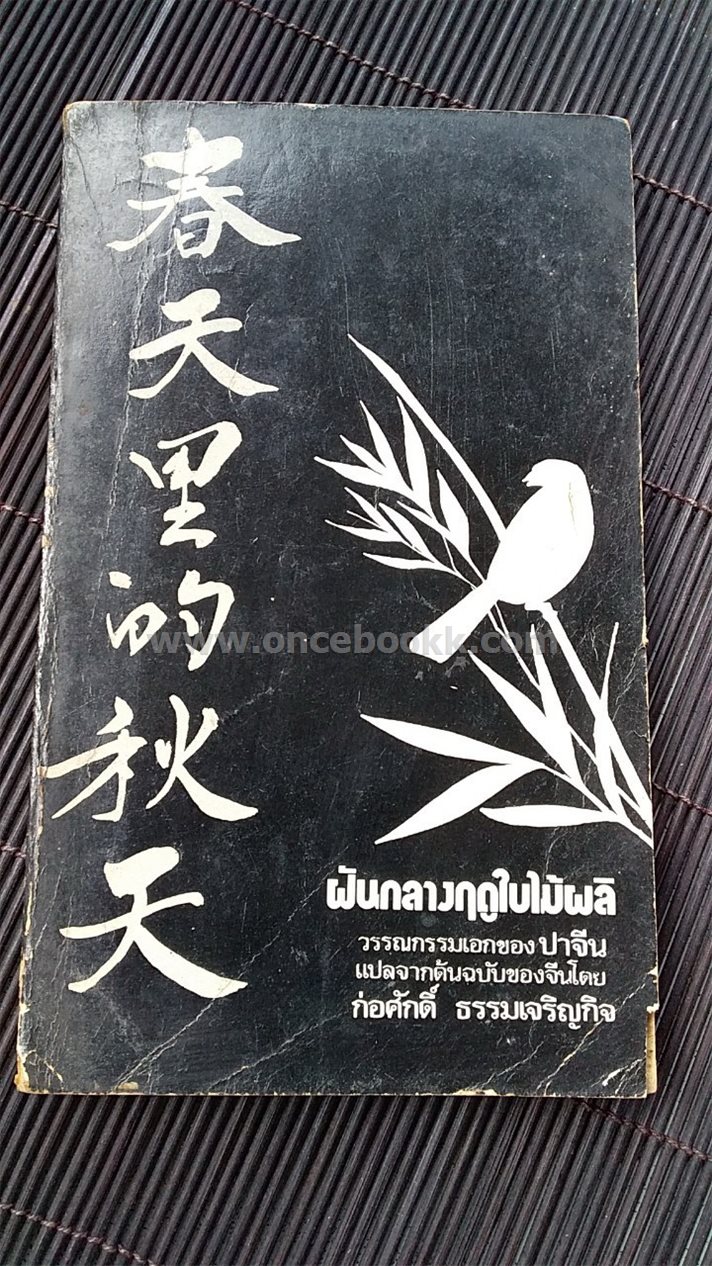 春天里的秋天
www.oncebookk.com
ฝันกลางฤดูใบไม้ผลิ
วรรณกรรมเอกของ ปาจีน
แปลจากต้นฉบับของจีนโดย
ก่อศักดิ์ ธรรมเจริญกิจ